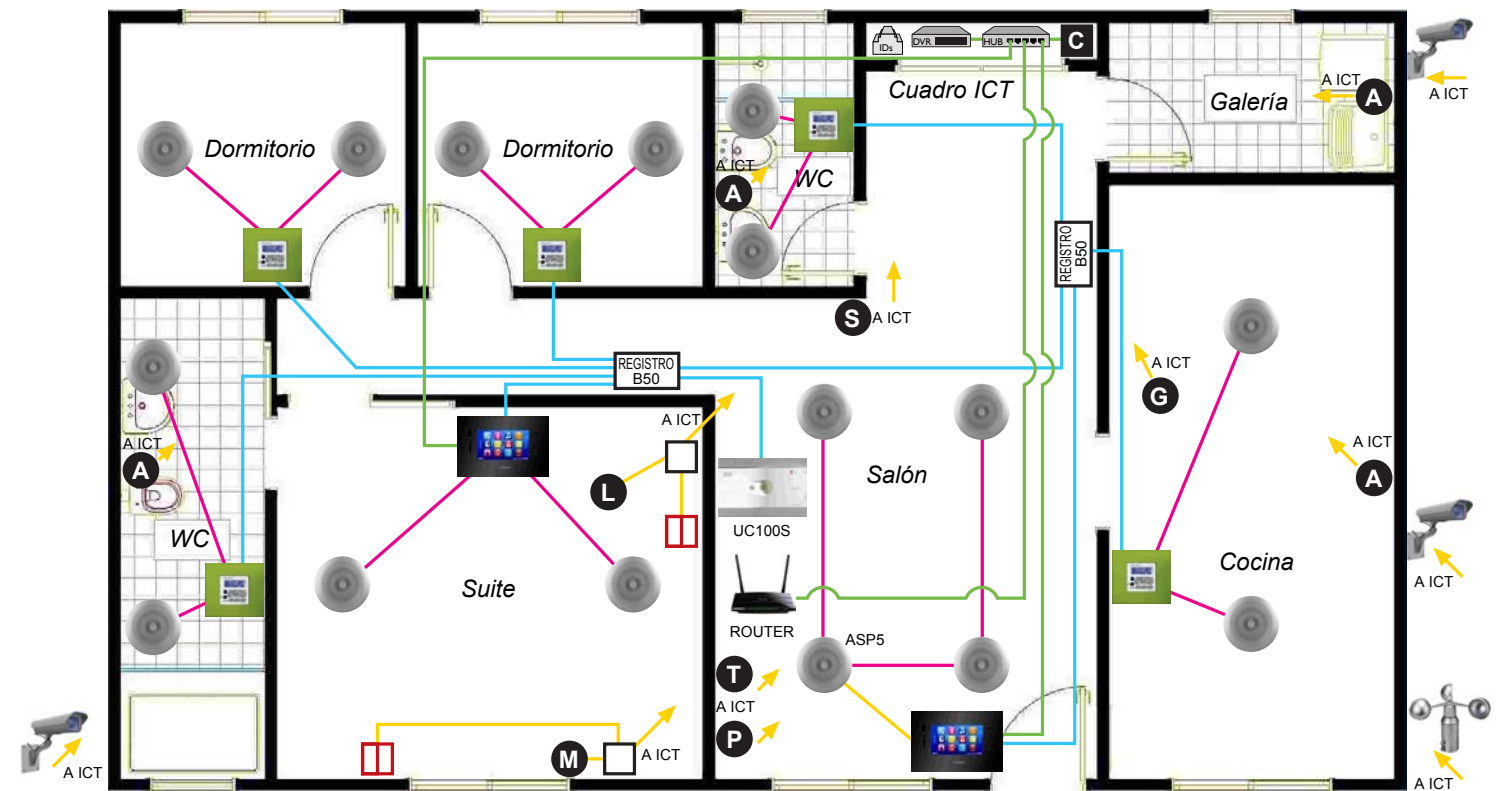 IDs
DVR
HUB
C
Cuadro ICT
A ICT
A
Galería
A ICT
Dormitorio
Dormitorio
A ICT
A
WC
REGISTRO
B50
S
A ICT
REGISTRO
B50
A ICT
G
A ICT
A ICT
A
L
A ICT
A
WC
Salón
UC100S
Suite
Cocina
A ICT
ROUTER
ASP5
T
A ICT
P
M
A ICT
A ICT
A ICT